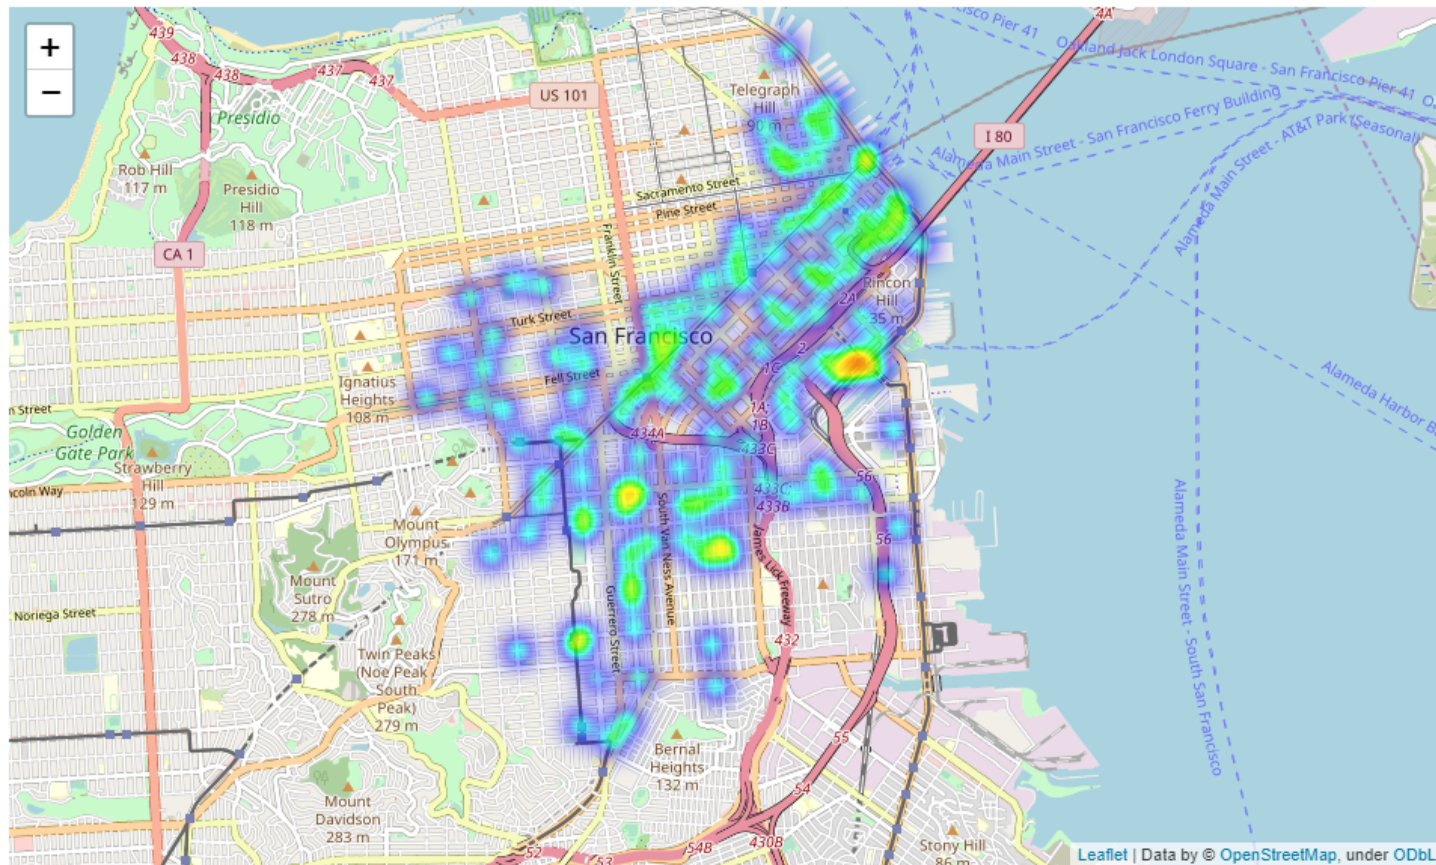 +
−
439
438
438
437
437
Presidio
Rob Hill
117 m
Presidio
Hill
118 m
CA 1
US 101
Telegraph
Hill
90 m
4A
Oakland Jack London Square - San Francisco Pier 41
I 80
Alameda Main Street - San Francisco Ferry Building
Alameda Main Street - AT&T Park (Seasonal)
Sacramento Street
Pine Street
Franklin Street
Turk Street
San Francisco
Fell Street
Rincon
Hill
35 m
2A
2
1C
1A
1B
434A
433C
433C
433B
Ignatius
Heights
108 m
Golden
Gate Park
Strawberry
Hill
129 m
Mount
Olympus
171 m
Mount
Sutro
278 m
Noriega Street
Twin Peaks
(Noe Peak
South
Peak)
279 m
South Van Ness Avenue
Guerrero Street
James Lick Freeway
56
56
432
55
54
Bernal
Heights
132 m
Mount
Davidson
283 m
52
53
54B
430B
Stony Hill
86 m
Alameda Harbor B
Alameda Main Street - South San Francisco
Leaflet | Data by © OpenStreetMap, under ODbL